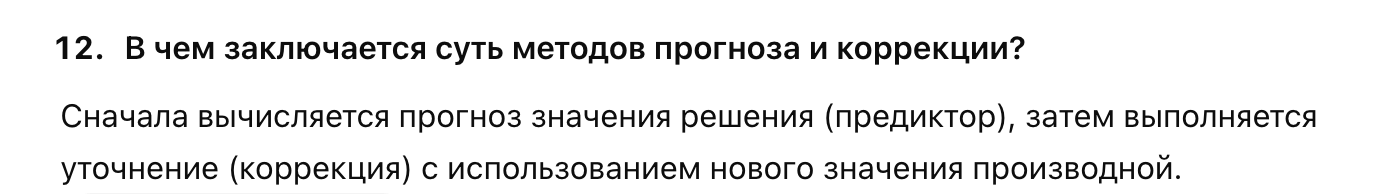 12. В чем заключается суть методов прогноза и коррекции?
Сначала вычисляется прогноз значения решения (предиктор), затем выполняется
уточнение (коррекция) с использованием нового значения производной.